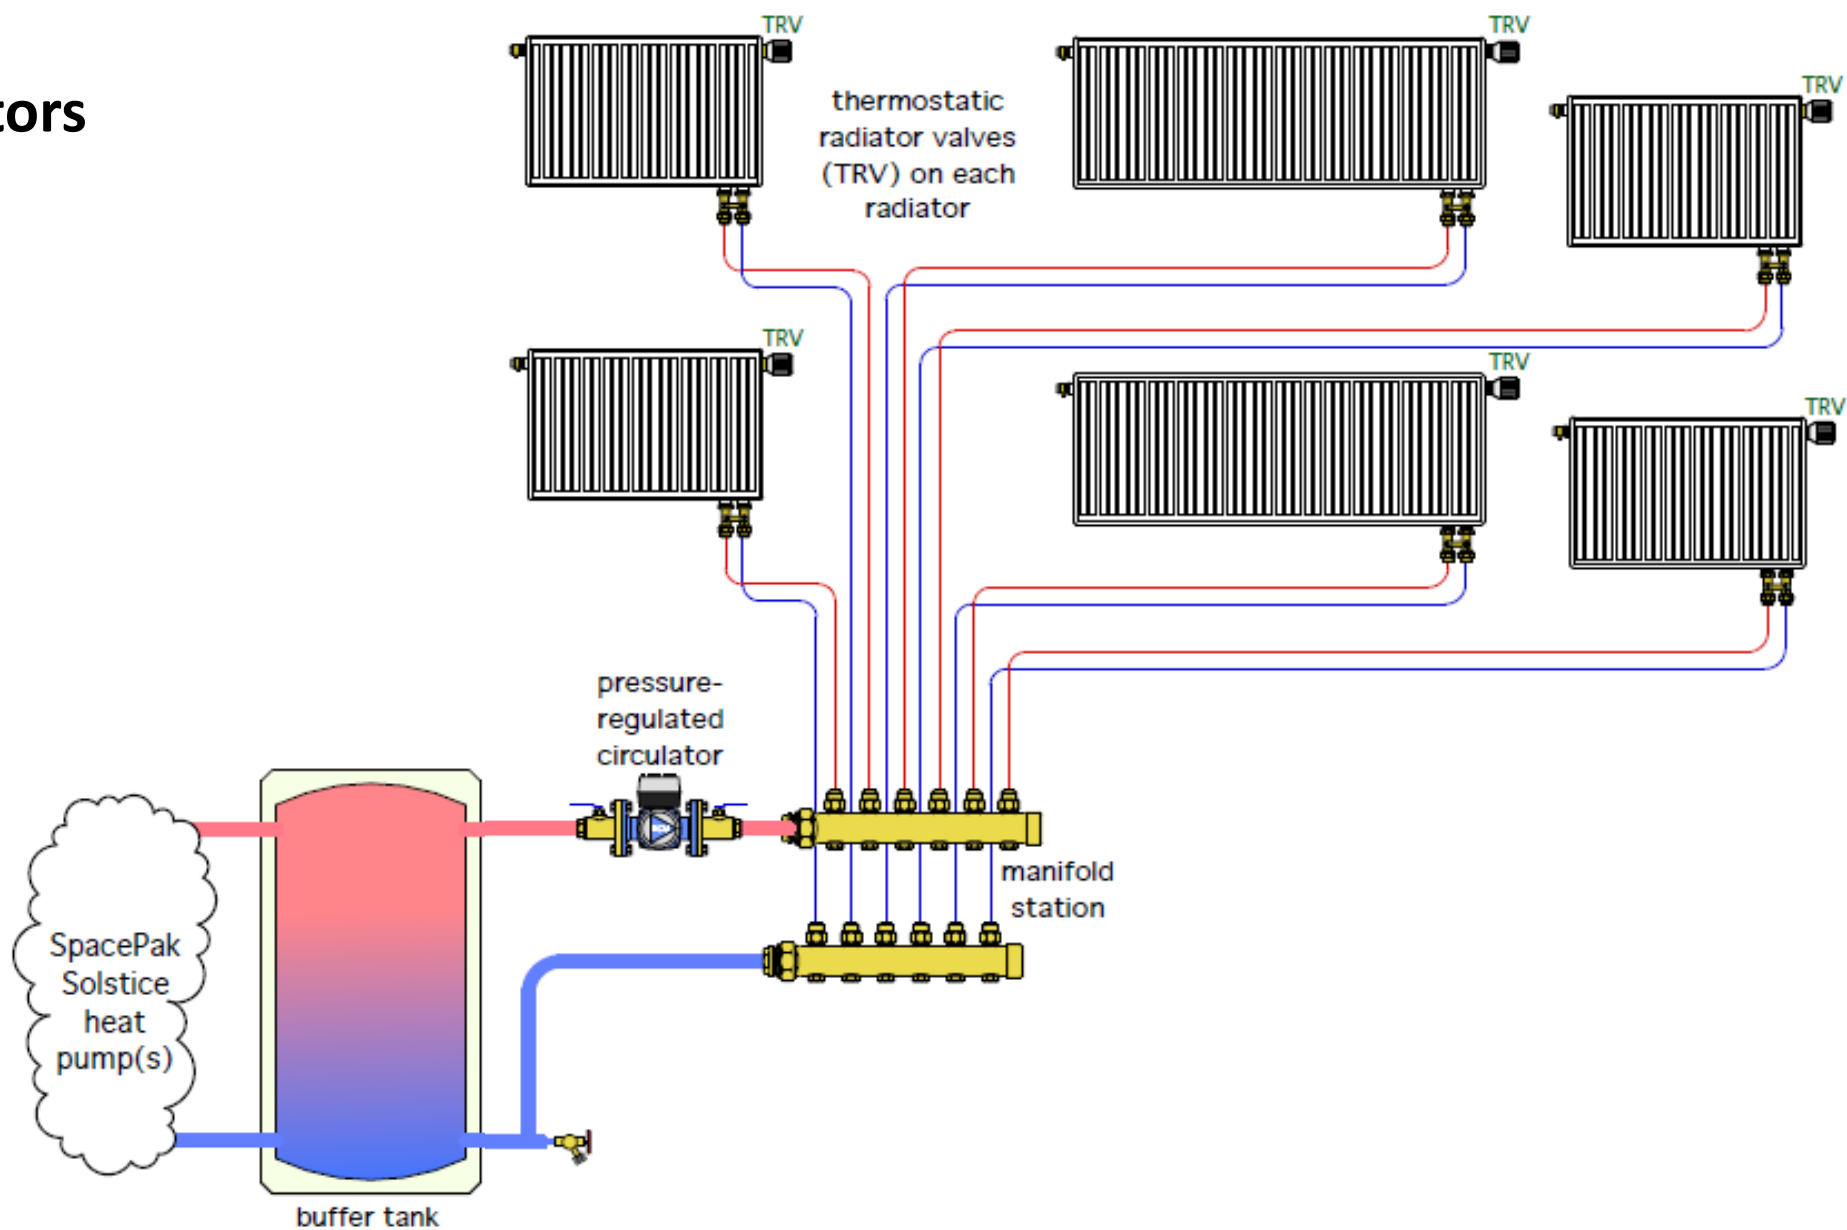 tors
TRV
TRV
TRV
thermostatic
radiator valves
(TRV) on each
radiator
TRV
TRV
TRV
pressure-
regulated
circulator
manifold
station
SpacePak
Solstice
heat
pump(s)
buffer tank